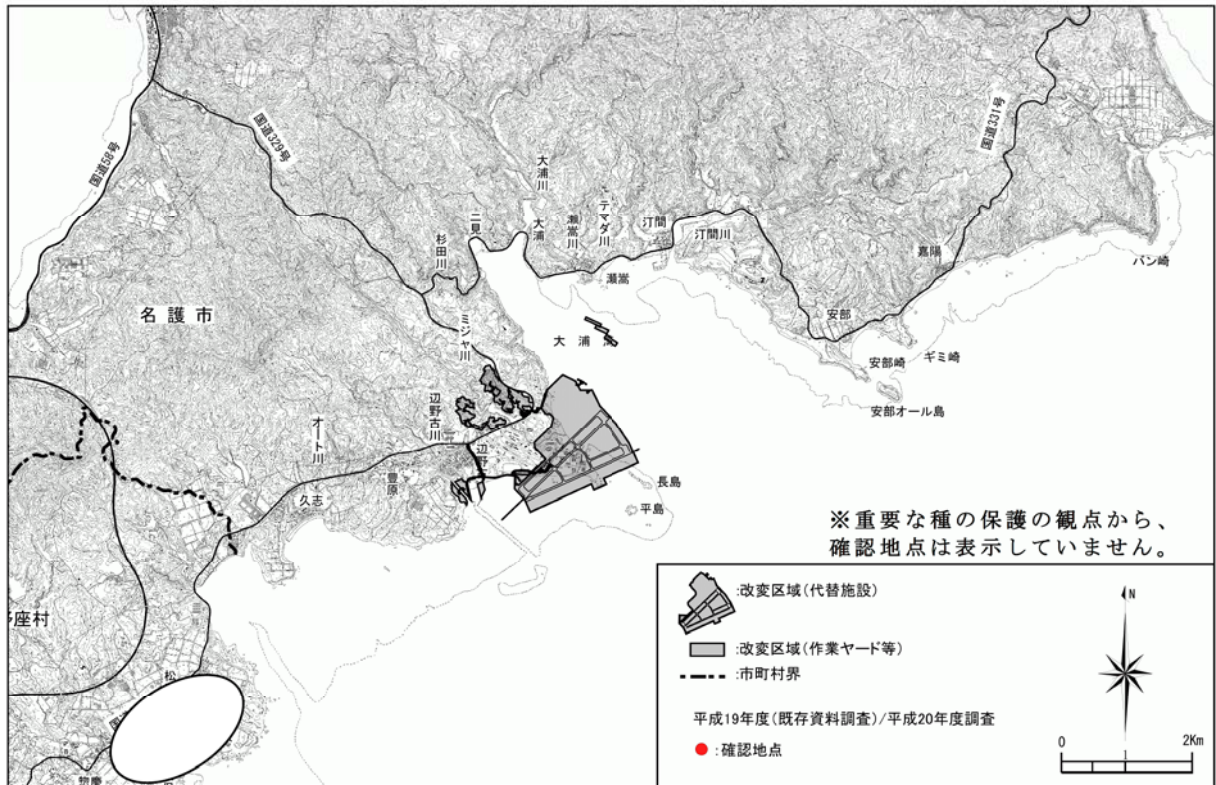 国道58号
国道329号
国道331号
大浦川
大浦
二見
杉田川
瀬嵩川
テマダ川
汀間
汀間川
瀬嵩
嘉陽
バン崎
安部
安部崎
ギミ崎
安部オール島
名護市
ミジャ川
大浦
辺野古川
辺野
オート川
豊原
久志
長島
平島
座村
松
惣慶
※重要な種の保護の観点から、
確認地点は表示していません。
:改変区域(代替施設)
:改変区域(作業ヤード等)
:市町村界
平成19年度(既存資料調査)/平成20年度調査
:確認地点
N
0 1 2Km